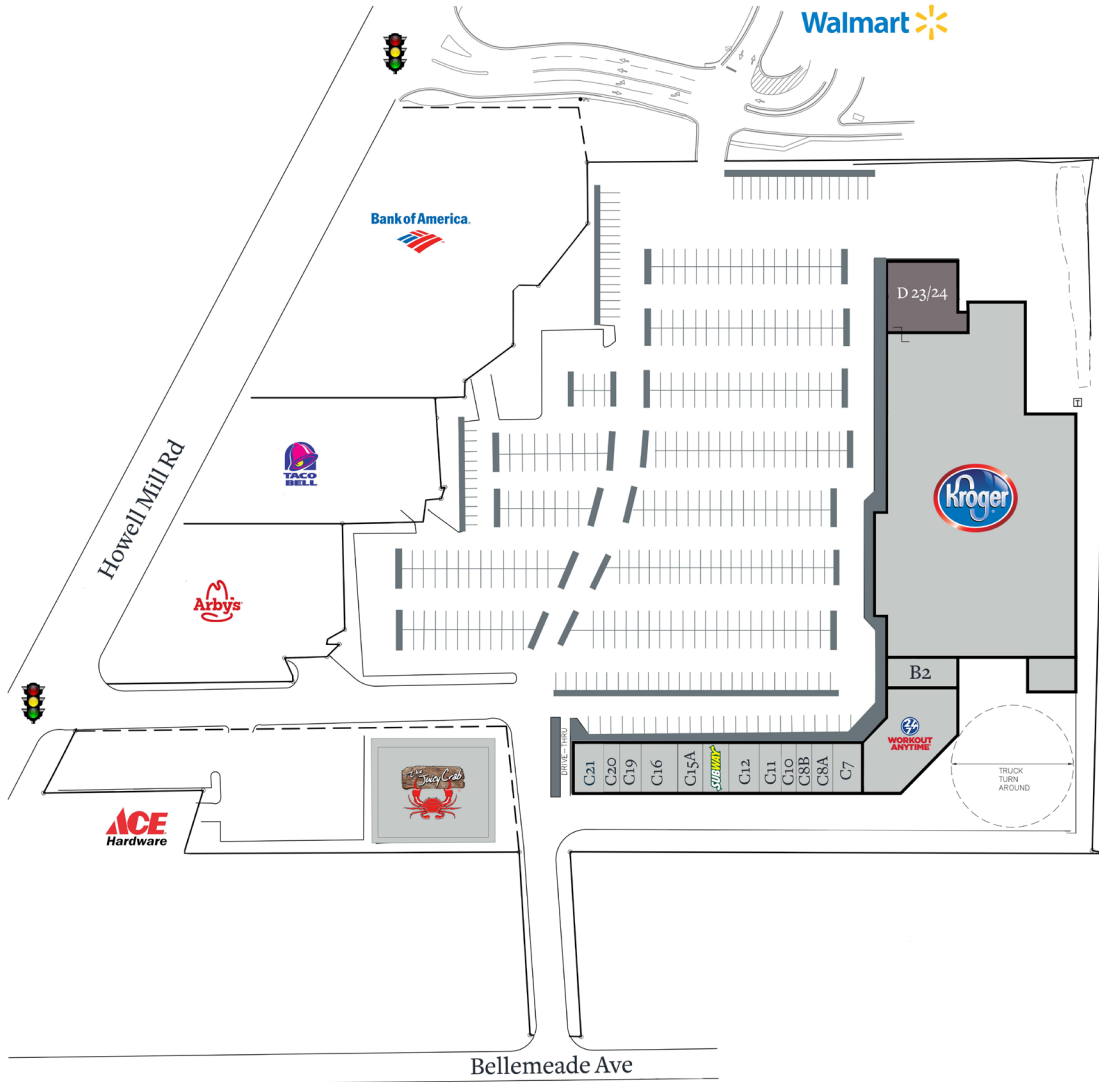 Walmart
Bank of America
D 23/24
T
Howell Mill Rd
TACO
BELL
Kroger
Arby's
B2
24
7
WORKOUT
ANYTIME
DRIVE-THRU
C21
C20
C19
C16
C15A
SUBWAY
C12
C11
C10
C8B
C8A
C7
TRUCK
TURN
AROUND
The
Juicy Crab
ACE
Hardware
Bellemeade Ave